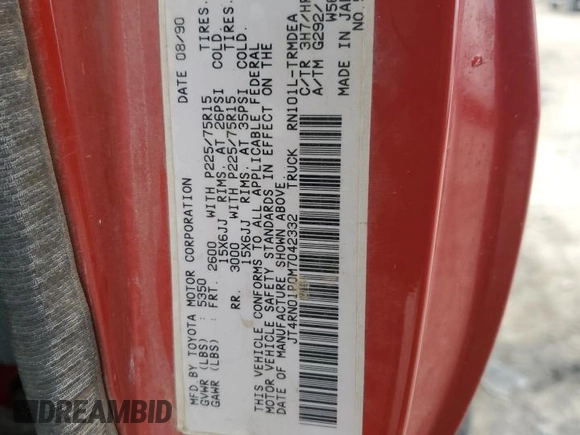 MFD BY TOYOTA MOTOR CORPORATION DATE 08/90
GVWR (LBS) : 5350
GAWR (LBS) : FRT. 2600 WITH P225/75R15 TIRES.
15X6JJ RIMS. AT 26PSI COLD.
RR. 3000 WITH P225/75R15 TIRES.
15X6JJ RIMS. AT 35PSI COLD.
THIS VEHICLE CONFORMS TO ALL APPLICABLE FEDERAL
MOTOR VEHICLE SAFETY STANDARDS IN EFFECT ON THE
DATE OF MANUFACTURE SHOWN ABOVE.
JT4RN01P0M7042332 TRUCK RN101L-TRMDEA
C/TR 3H7/
A/TM G292/
MADE IN
DREAMBID